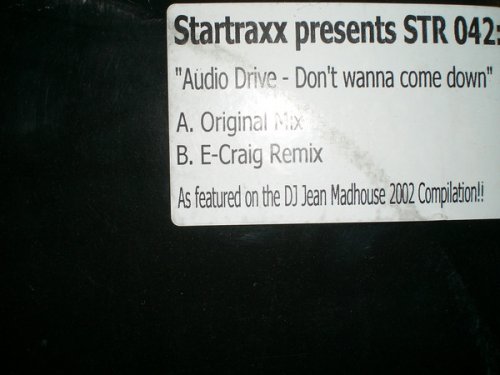 Startraxx presents STR 042:
"Audio Drive - Don't wanna come down"
A. Original Mix
B. E-Craig Remix
As featured on the DJ Jean Madhouse 2002 Compilation!!